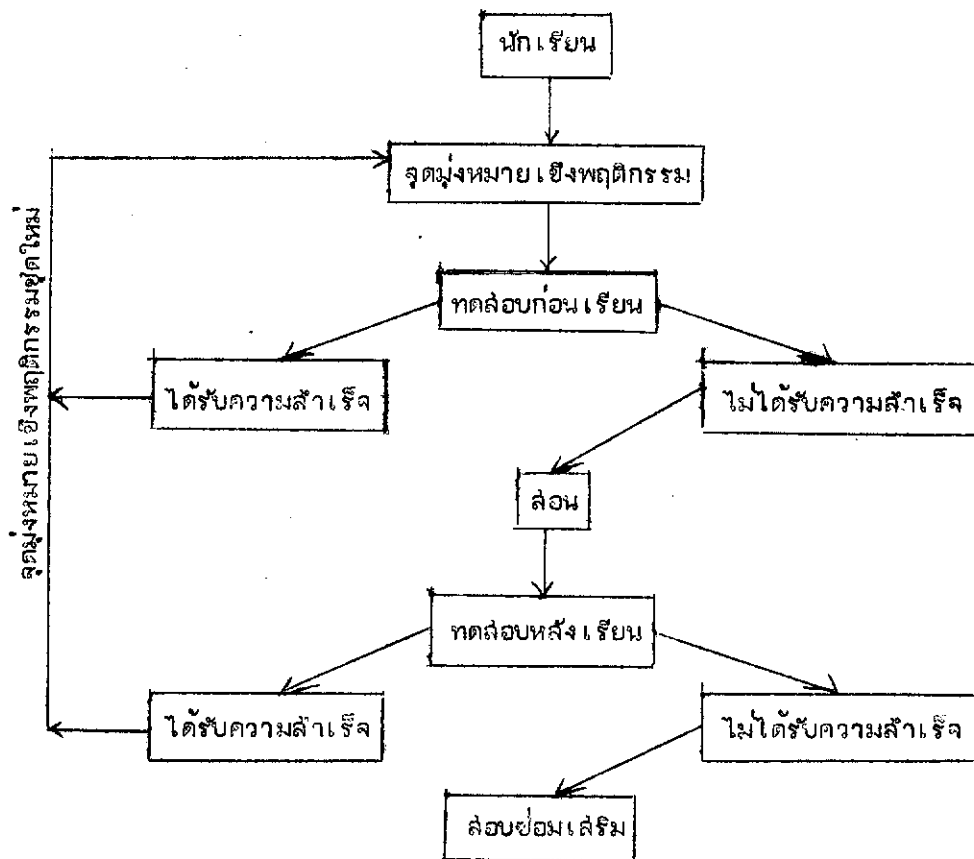 นักเรียน
จุดมุ่งหมายเชิงพฤติกรรม
ทดสอบก่อนเรียน
ได้รับความสำเร็จ
ไม่ได้รับความสำเร็จ
สอน
ทดสอบหลังเรียน
ได้รับความสำเร็จ
ไม่ได้รับความสำเร็จ
สอบซ่อมเสริม
จุดมุ่งหมายเชิงพฤติกรรมชุดใหม่